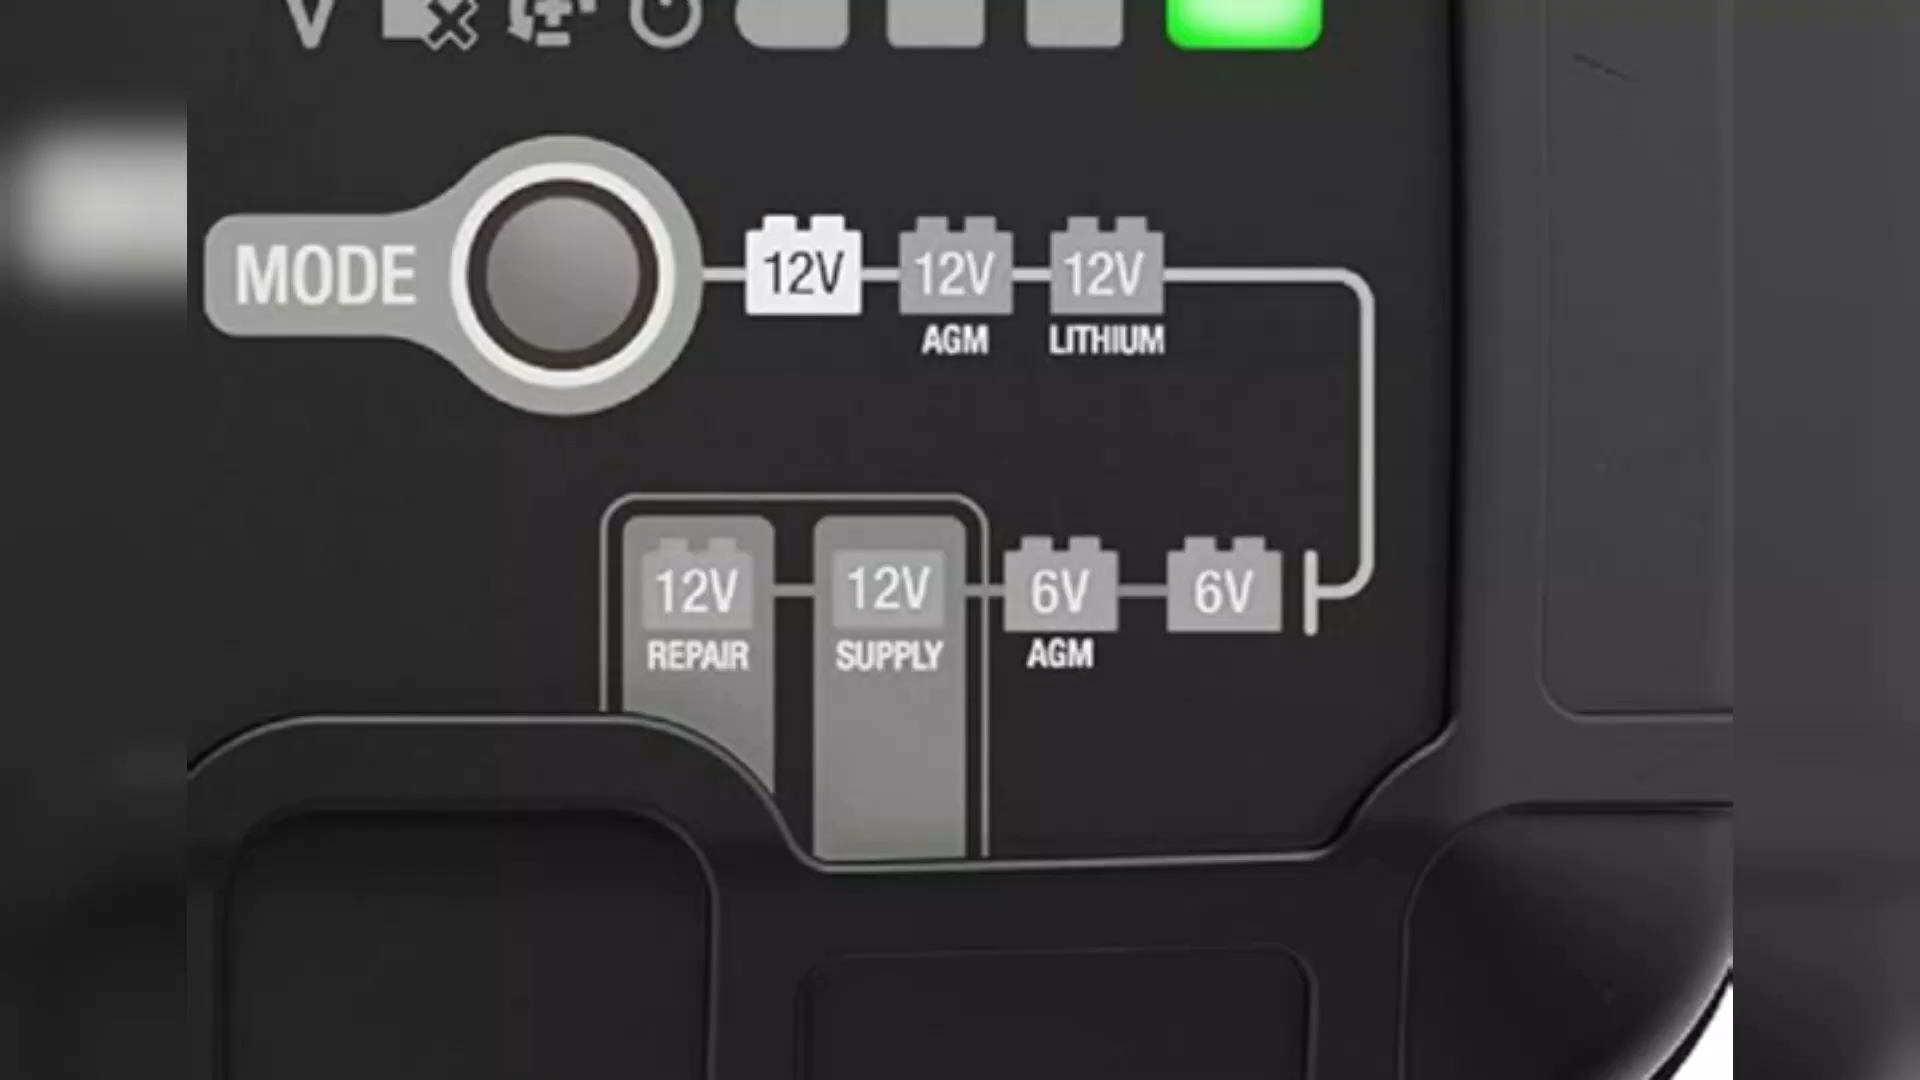 V
MODE
12V 12V 12V
AGM LITHIUM
12V 12V 6V 6V
REPAIR SUPPLY AGM